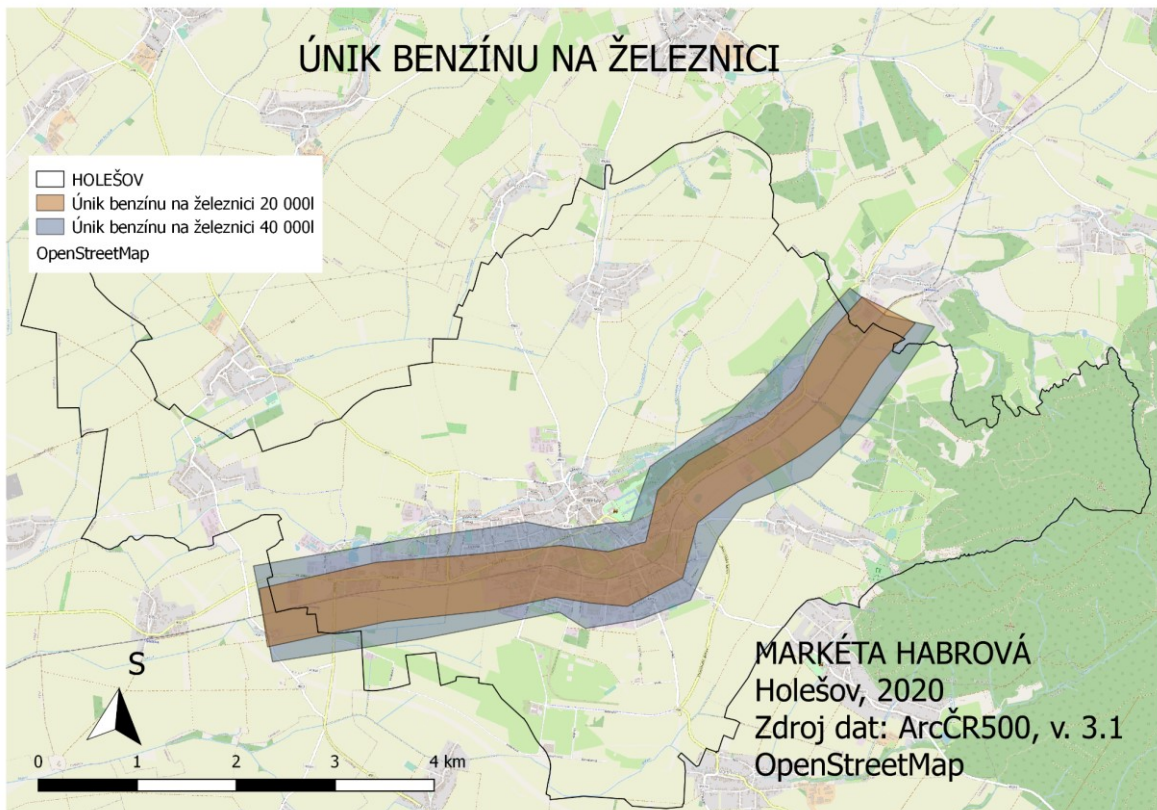 ÚNIK BENZÍNU NA ŽELEZNICI
HOLEŠOV
Únik benzínu na železnici 20 000l
Únik benzínu na železnici 40 000l
OpenStreetMap
S
0 1 2 3 4 km
MARKÉTA HABROVÁ
Holešov, 2020
Zdroj dat: ArcČR500, v. 3.1
OpenStreetMap